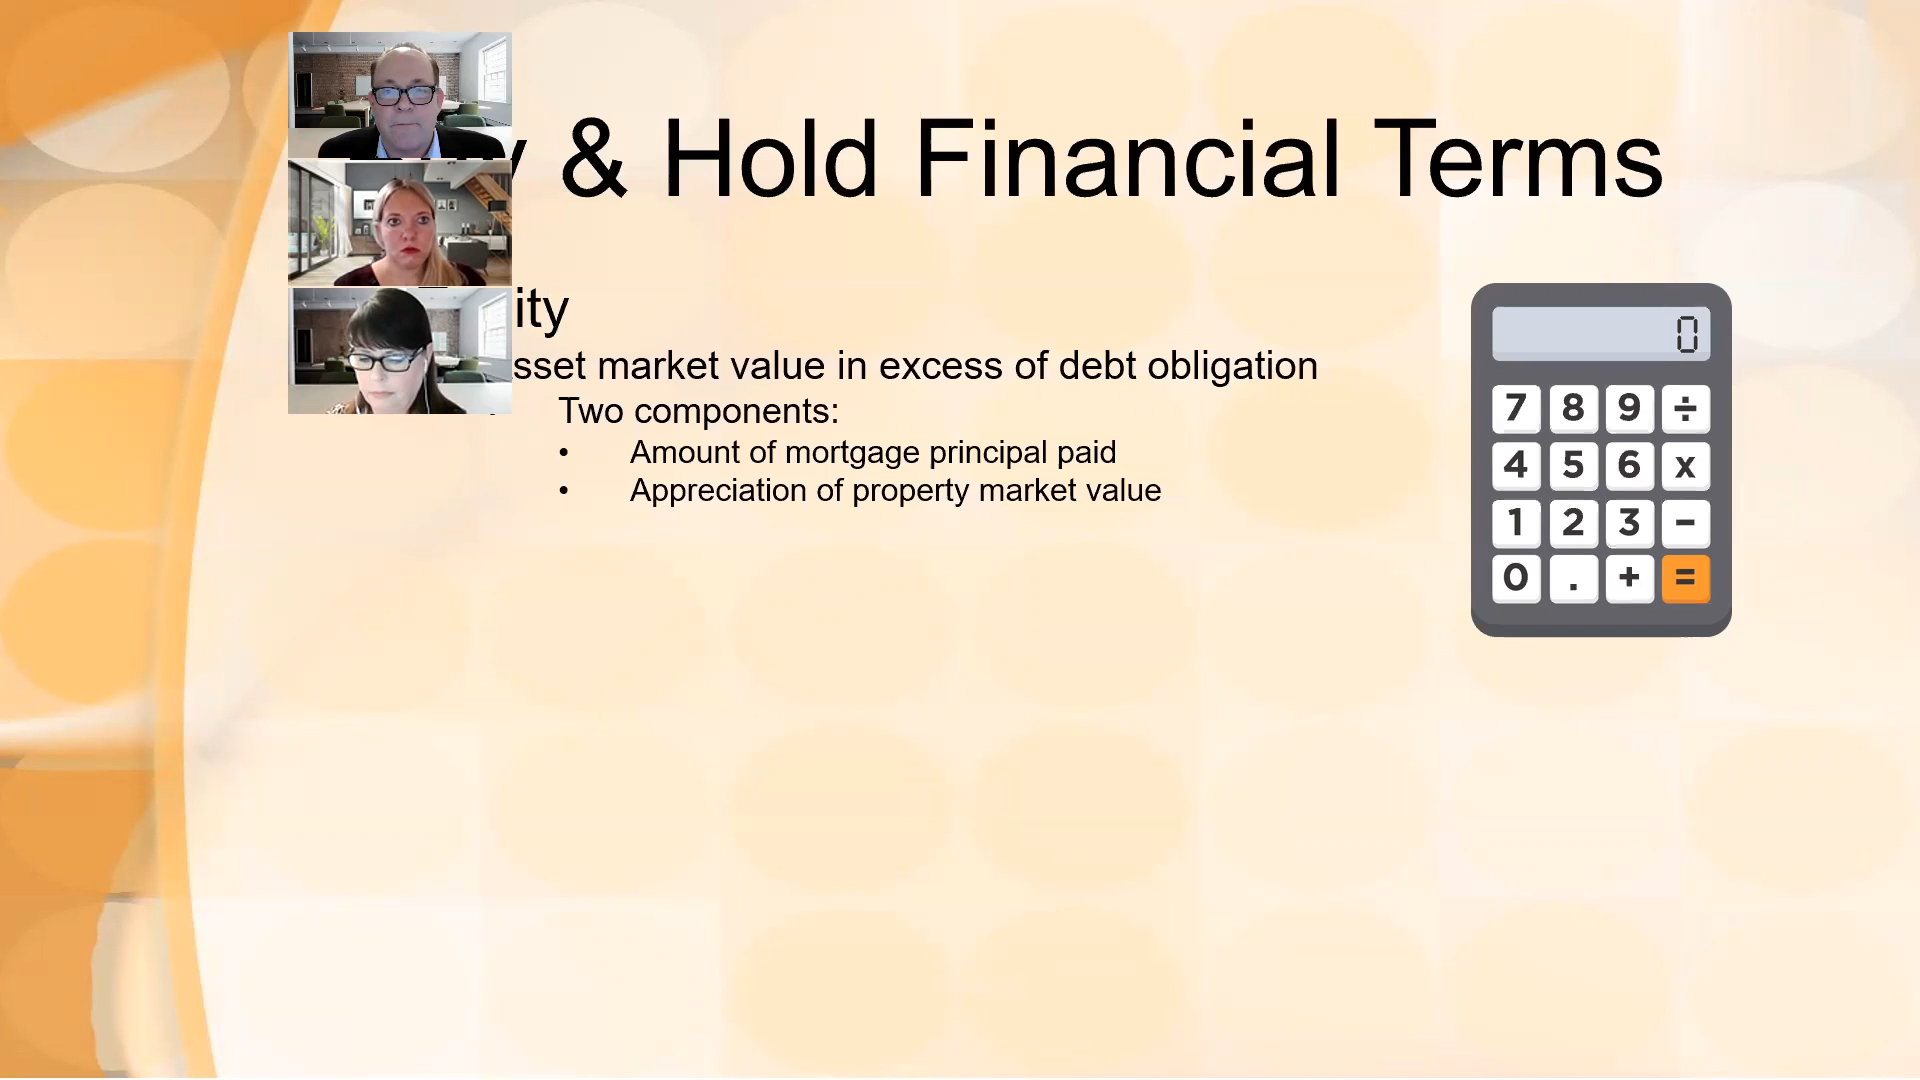 & Hold Financial Terms
ity
sset market value in excess of debt obligation
Two components:
• Amount of mortgage principal paid
• Appreciation of property market value
0
7 8 9 ÷
4 5 6 x
1 2 3 −
0 . + =